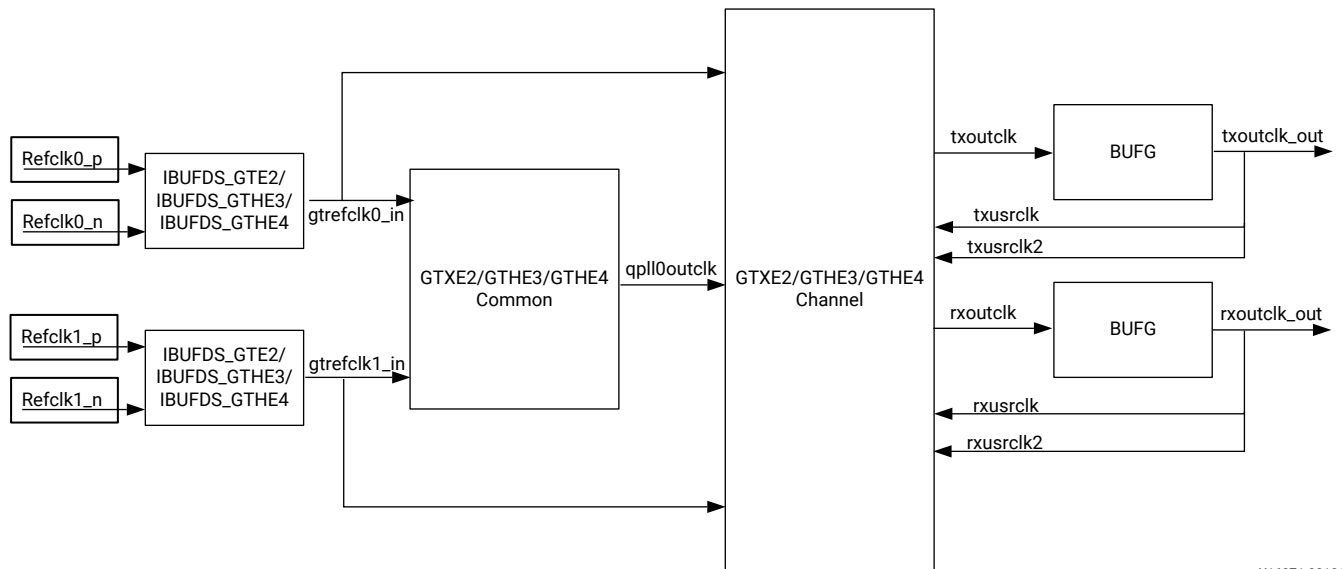 Refclk0_p
Refclk0_n
IBUFDS_GTE2/
IBUFDS_GTHE3/
IBUFDS_GTHE4
gtrefclk0_in
Refclk1_p
Refclk1_n
IBUFDS_GTE2/
IBUFDS_GTHE3/
IBUFDS_GTHE4
gtrefclk1_in
GTXE2/GTHE3/GTHE4
Common
qpll0outclk
GTXE2/GTHE3/GTHE4
Channel
txoutclk
BUFG
txoutclk_out
txusrclk
txusrclk2
rxoutclk
BUFG
rxoutclk_out
rxusrclk
rxusrclk2